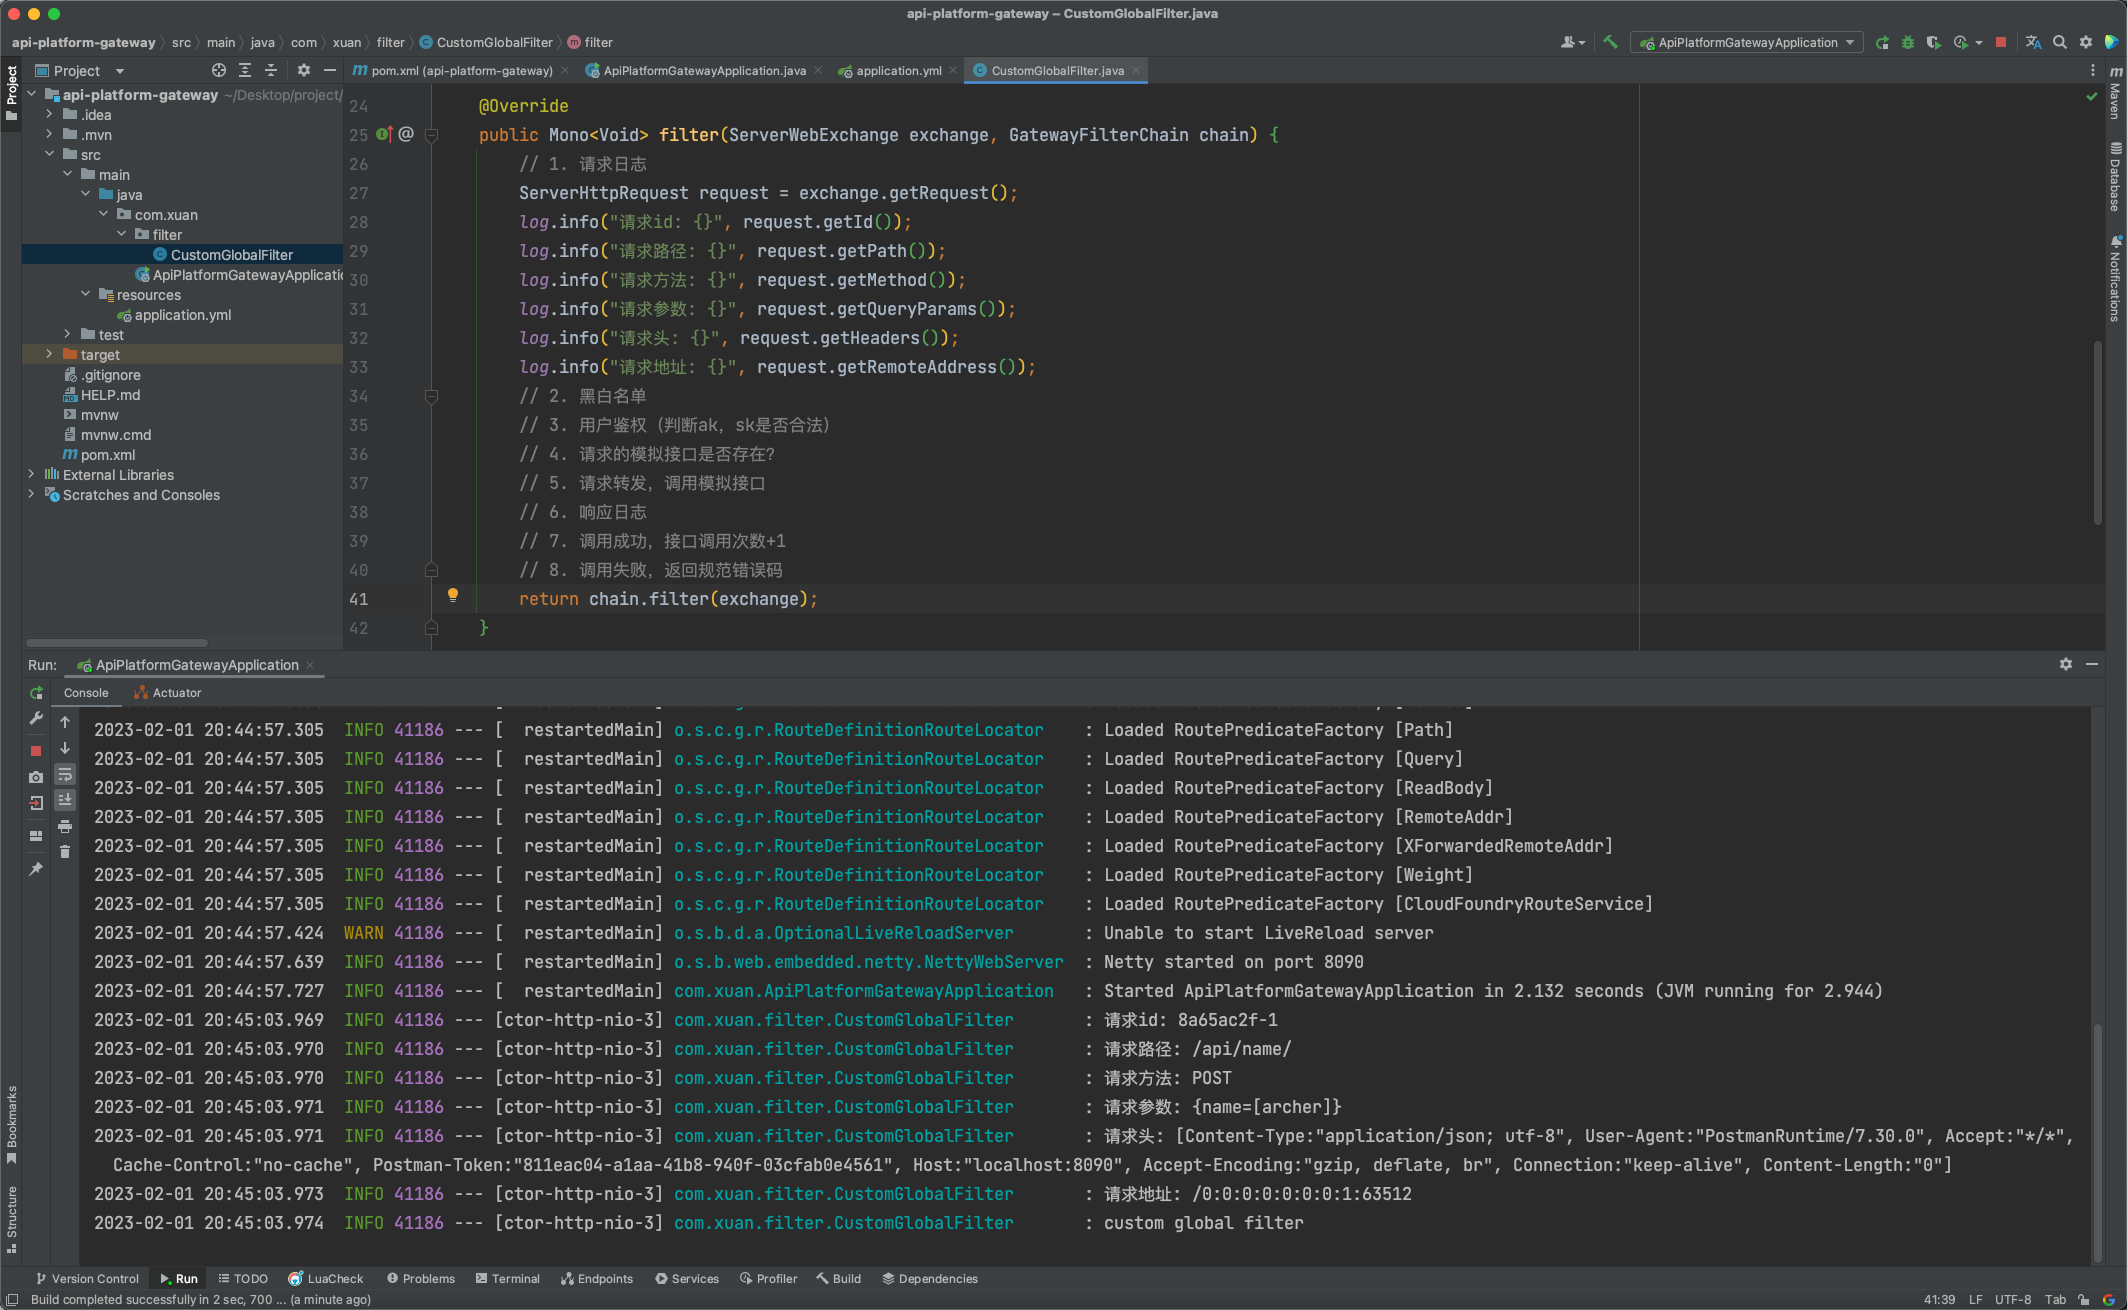 api-platform-gateway – CustomGlobalFilter.java
api-platform-gateway src main java com xuan filter CustomGlobalFilter filter
ApiPlatformGatewayApplication
Project
pom.xml (api-platform-gateway)
ApiPlatformGatewayApplication.java
application.yml
CustomGlobalFilter.java
Project
api-platform-gateway ~/Desktop/project/
.idea
.mvn
src
main
java
com.xuan
filter
CustomGlobalFilter
ApiPlatformGatewayApplicatio
resources
application.yml
test
target
.gitignore
HELP.md
mvnw
mvnw.cmd
pom.xml
External Libraries
Scratches and Consoles
24 @Override
25 public Mono<Void> filter(ServerWebExchange exchange, GatewayFilterChain chain) {
26 // 1. 请求日志
27 ServerHttpRequest request = exchange.getRequest();
28 log.info("请求id: {}", request.getId());
29 log.info("请求路径: {}", request.getPath());
30 log.info("请求方法: {}", request.getMethod());
31 log.info("请求参数: {}", request.getQueryParams());
32 log.info("请求头: {}", request.getHeaders());
33 log.info("请求地址: {}", request.getRemoteAddress());
34 // 2. 黑白名单
35 // 3. 用户鉴权（判断ak，sk是否合法）
36 // 4. 请求的模拟接口是否存在?
37 // 5. 请求转发，调用模拟接口
38 // 6. 响应日志
39 // 7. 调用成功，接口调用次数+1
40 // 8. 调用失败，返回规范错误码
41 return chain.filter(exchange);
42 }
Maven
Database
Notifications
Run: ApiPlatformGatewayApplication
Console Actuator
2023-02-01 20:44:57.305 INFO 41186 --- [ restartedMain] o.s.c.g.r.RouteDefinitionRouteLocator : Loaded RoutePredicateFactory [Path]
2023-02-01 20:44:57.305 INFO 41186 --- [ restartedMain] o.s.c.g.r.RouteDefinitionRouteLocator : Loaded RoutePredicateFactory [Query]
2023-02-01 20:44:57.305 INFO 41186 --- [ restartedMain] o.s.c.g.r.RouteDefinitionRouteLocator : Loaded RoutePredicateFactory [ReadBody]
2023-02-01 20:44:57.305 INFO 41186 --- [ restartedMain] o.s.c.g.r.RouteDefinitionRouteLocator : Loaded RoutePredicateFactory [RemoteAddr]
2023-02-01 20:44:57.305 INFO 41186 --- [ restartedMain] o.s.c.g.r.RouteDefinitionRouteLocator : Loaded RoutePredicateFactory [XForwardedRemoteAddr]
2023-02-01 20:44:57.305 INFO 41186 --- [ restartedMain] o.s.c.g.r.RouteDefinitionRouteLocator : Loaded RoutePredicateFactory [Weight]
2023-02-01 20:44:57.305 INFO 41186 --- [ restartedMain] o.s.c.g.r.RouteDefinitionRouteLocator : Loaded RoutePredicateFactory [CloudFoundryRouteService]
2023-02-01 20:44:57.424 WARN 41186 --- [ restartedMain] o.s.b.d.a.OptionalLiveReloadServer : Unable to start LiveReload server
2023-02-01 20:44:57.639 INFO 41186 --- [ restartedMain] o.s.b.web.embedded.netty.NettyWebServer : Netty started on port 8090
2023-02-01 20:44:57.727 INFO 41186 --- [ restartedMain] com.xuan.ApiPlatformGatewayApplication : Started ApiPlatformGatewayApplication in 2.132 seconds (JVM running for 2.944)
2023-02-01 20:45:03.969 INFO 41186 --- [ctor-http-nio-3] com.xuan.filter.CustomGlobalFilter : 请求id: 8a65ac2f-1
2023-02-01 20:45:03.970 INFO 41186 --- [ctor-http-nio-3] com.xuan.filter.CustomGlobalFilter : 请求路径: /api/name/
2023-02-01 20:45:03.970 INFO 41186 --- [ctor-http-nio-3] com.xuan.filter.CustomGlobalFilter : 请求方法: POST
2023-02-01 20:45:03.971 INFO 41186 --- [ctor-http-nio-3] com.xuan.filter.CustomGlobalFilter : 请求参数: {name=[archer]}
2023-02-01 20:45:03.971 INFO 41186 --- [ctor-http-nio-3] com.xuan.filter.CustomGlobalFilter : 请求头: [Content-Type:"application/json; utf-8", User-Agent:"PostmanRuntime/7.30.0", Accept:"*/*",
Cache-Control:"no-cache", Postman-Token:"811eac04-a1aa-41b8-940f-03cfab0e4561", Host:"localhost:8090", Accept-Encoding:"gzip, deflate, br", Connection:"keep-alive", Content-Length:"0"]
2023-02-01 20:45:03.973 INFO 41186 --- [ctor-http-nio-3] com.xuan.filter.CustomGlobalFilter : 请求地址: /0:0:0:0:0:0:0:1:63512
2023-02-01 20:45:03.974 INFO 41186 --- [ctor-http-nio-3] com.xuan.filter.CustomGlobalFilter : custom global filter
Bookmarks
Structure
Version Control Run TODO LuaCheck Problems Terminal Endpoints Services Profiler Build Dependencies
Build completed successfully in 2 sec, 700 ... (a minute ago)
41:39 LF UTF-8 Tab